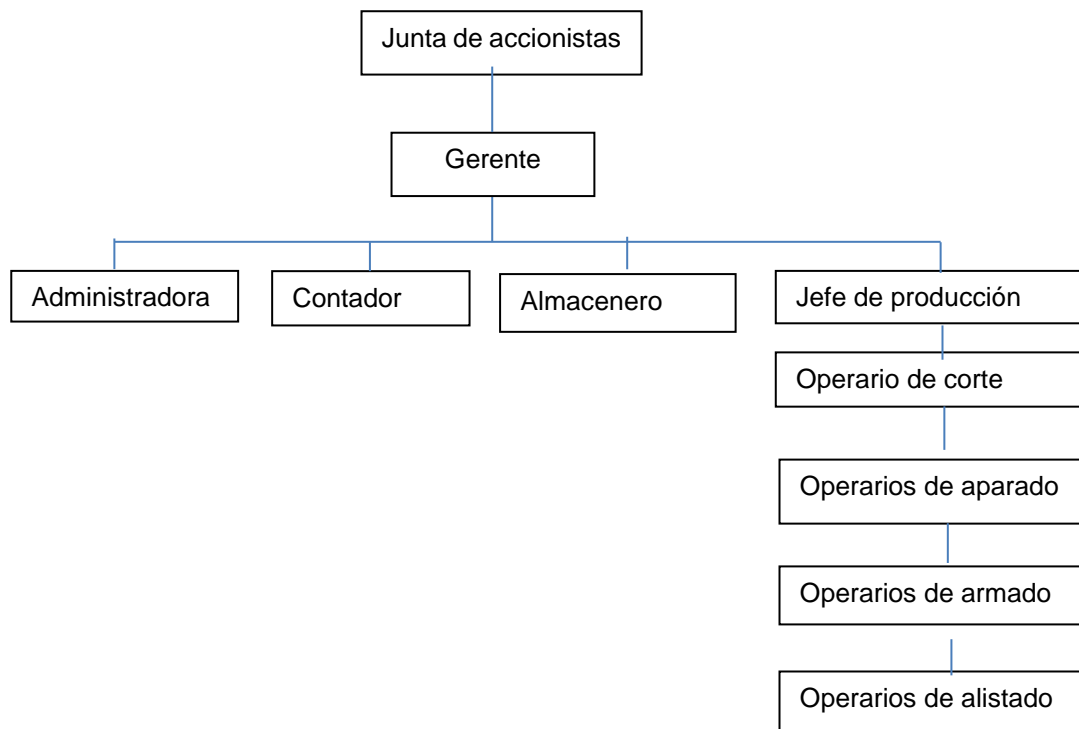 Junta de accionistas
Gerente
Administradora
Contador
Almacenero
Jefe de producción
Operario de corte
Operarios de aparado
Operarios de armado
Operarios de alistado